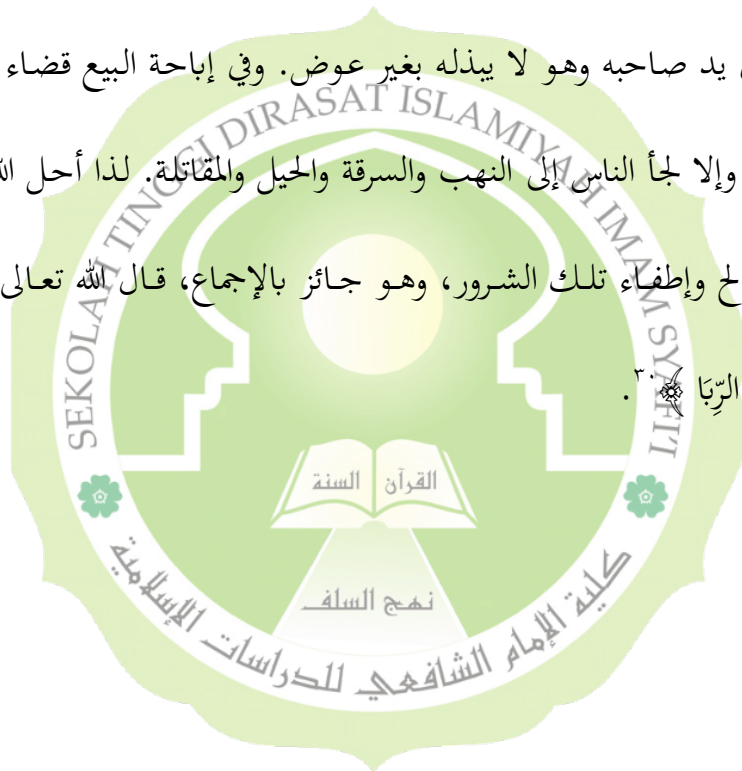 يد صاحبه وهو لا يبذله بغير عوض. وفي إباحة البيع قضاء
وإلا لجأ الناس إلى النهب والسرقة والحيل والمقاتلة. لذا أحل
وإطفاء تلك الشرور، وهو جائز بالإجماع، قال الله تعالى
الرِّبَا ﴾٣٠.
SEKOLAH TINGGI DIRASAT ISLAMIYAH IMAM SYAFI'I
القرآن السنة
نهج السلف
كلية الإمام الشافعي للدراسات الإسلامية